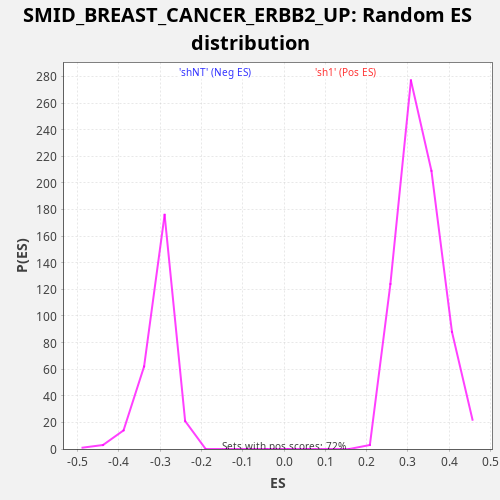 SMID_BREAST_CANCER_ERBB2_UP: Random ES
distribution
'shNT' (Neg ES) 'sh1' (Pos ES)
280
260
240
220
200
180
160
140
120
100
80
60
40
20
0
P(ES)
Sets with pos scores: 72%
-0.5 -0.4 -0.3 -0.2 -0.1 0.0 0.1 0.2 0.3 0.4 0.5
ES